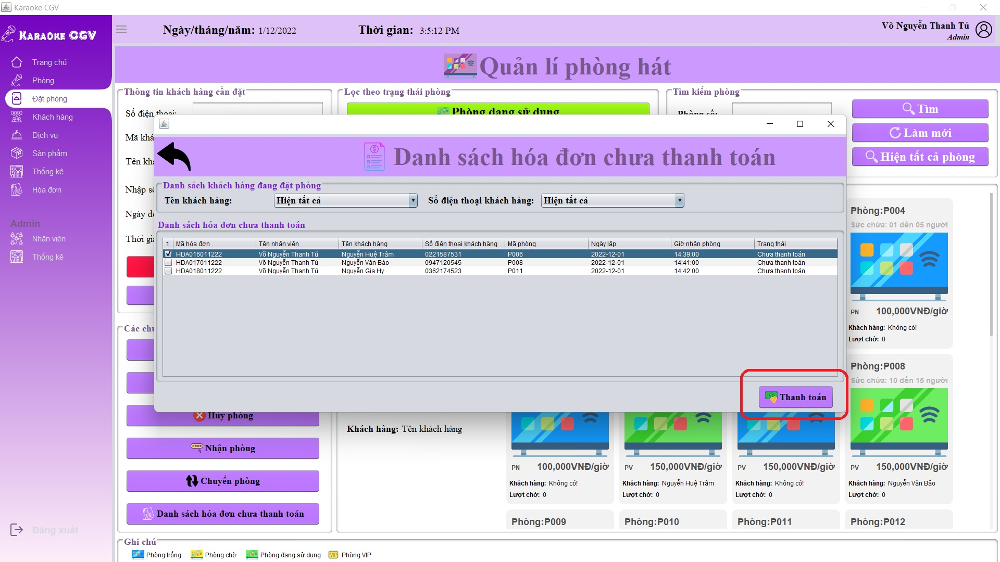 Karaoke CGV
KARAOKE CGV
Ngày/tháng/năm: 1/12/2022
Thời gian: 3:5:12 PM
Võ Nguyễn Thanh Tú
Admin
Trang chủ
Phòng
Đặt phòng
Khách hàng
Dịch vụ
Sản phẩm
Thống kê
Hóa đơn
Admin
Nhân viên
Thống kê
Đăng xuất
Quản lí phòng hát
Thông tin khách hàng cần đặt
Số điện thoại:
Mã khá
Tên khá
Nhập số
Ngày đ
Thời gi
Lọc theo trạng thái phòng
Phòng đang sử dụng
Tìm kiếm phòng
Phòng số:
Tìm
Làm mới
Hiện tất cả phòng
Danh sách hóa đơn chưa thanh toán
Danh sách khách hàng đang đặt phòng
Tên khách hàng: Hiện tất cả Số điện thoại khách hàng: Hiện tất cả
Danh sách hóa đơn chưa thanh toán
1 Mã hóa đơn Tên nhân viên Tên khách hàng Số điện thoại khách hàng Mã phòng Ngày lập Giờ nhận phòng Trạng thái
HDA016011222 Võ Nguyễn Thanh Tú Nguyễn Huệ Trâm 0221587531 P006 2022-12-01 14:39:00 Chưa thanh toán
HDA017011222 Võ Nguyễn Thanh Tú Nguyễn Văn Bảo 0947120545 P008 2022-12-01 14:41:00 Chưa thanh toán
HDA018011222 Võ Nguyễn Thanh Tú Nguyễn Gia Hy 0362174523 P011 2022-12-01 14:42:00 Chưa thanh toán
Thanh toán
Phòng:P004
Sức chứa: 01 đến 05 người
PN 100,000VNĐ/giờ
Khách hàng: Không có!
Lượt chờ: 0
Phòng:P008
Sức chứa: 10 đến 15 người
Các chứ
Hủy phòng
Nhận phòng
Chuyển phòng
Danh sách hóa đơn chưa thanh toán
Khách hàng: Tên khách hàng
PN 100,000VNĐ/giờ
Khách hàng: Không có!
Lượt chờ: 0
PV 150,000VNĐ/giờ
Khách hàng: Nguyễn Huệ Trâm
Lượt chờ: 0
PV 150,000VNĐ/giờ
Khách hàng: Không có!
Lượt chờ: 0
PV 150,000VNĐ/giờ
Khách hàng: Nguyễn Văn Bảo
Lượt chờ: 0
Phòng:P009
Phòng:P010
Phòng:P011
Phòng:P012
Ghi chú
Phòng trống
Phòng chờ
Phòng đang sử dụng
VIP Phòng VIP